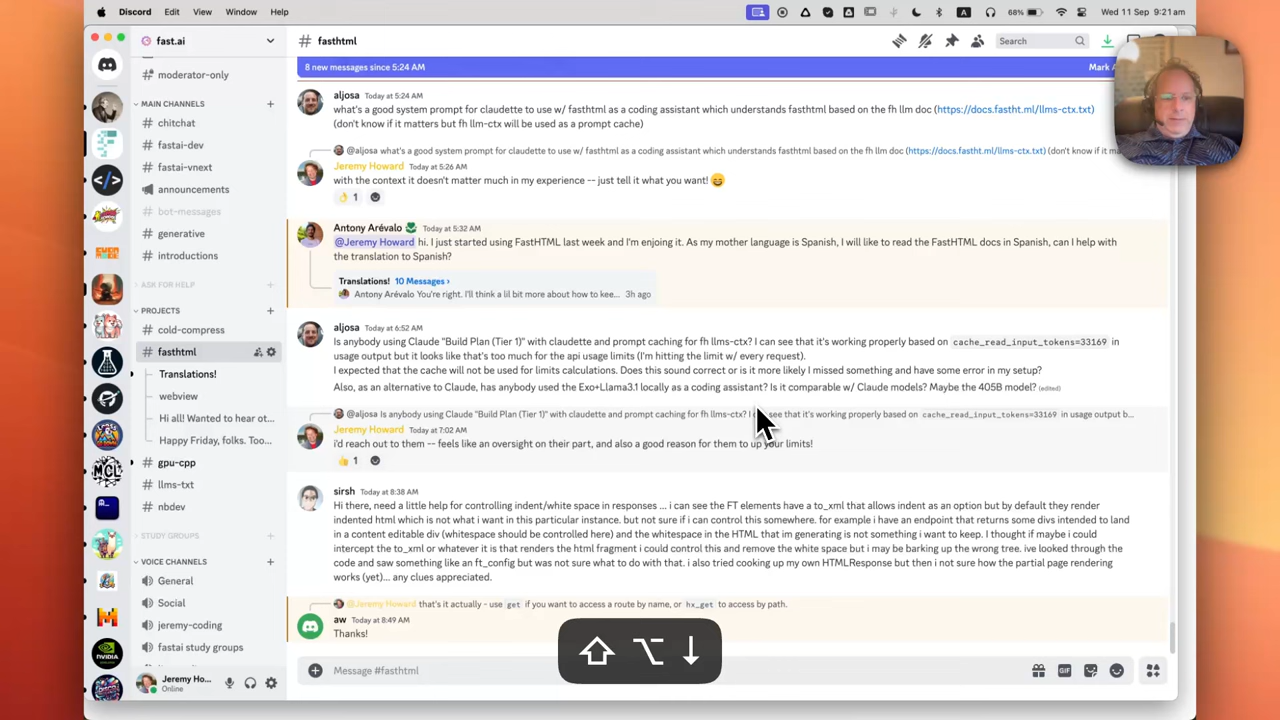 Discord Edit View Window Help
68% Wed 11 Sep 9:21 am
fast.ai
# fasthtml
Search
8 new messages since 5:24 AM
Mark A
# moderator-only
MAIN CHANNELS
# chitchat
# fastai-dev
# fastai-vnext
announcements
# bot-messages
# generative
# introductions
ASK FOR HELP
PROJECTS
# cold-compress
# fasthtml
Translations!
webview
Hi all! Wanted to hear ot...
Happy Friday, folks. Too...
# gpu-cpp
# llms-txt
# nbdev
STUDY GROUPS
VOICE CHANNELS
General
Social
jeremy-coding
fastai study groups
Jeremy Ho...
Online
aljosa Today at 5:24 AM
what's a good system prompt for claudette to use w/ fasthtml as a coding assistant which understands fasthtml based on the fh llm doc (https://docs.fastht.ml/llms-ctx.txt)
(don't know if it matters but fh llm-ctx will be used as a prompt cache)
@aljosa what's a good system prompt for claudette to use w/ fasthtml as a coding assistant which understands fasthtml based on the fh llm doc (https://docs.fastht.ml/llms-ctx.txt) (don't know if it ma
Jeremy Howard Today at 5:26 AM
with the context it doesn't matter much in my experience -- just tell it what you want! 😄
👌 1
Antony Arévalo Today at 5:32 AM
@Jeremy Howard hi. I just started using FastHTML last week and I'm enjoying it. As my mother language is Spanish, I will like to read the FastHTML docs in Spanish, can I help with
the translation to Spanish?
Translations! 10 Messages ›
Antony Arévalo You're right. I'll think a lil bit more about how to kee... 3h ago
aljosa Today at 6:52 AM
Is anybody using Claude "Build Plan (Tier 1)" with claudette and prompt caching for fh llms-ctx? I can see that it's working properly based on cache_read_input_tokens=33169 in
usage output but it looks like that's too much for the api usage limits (I'm hitting the limit w/ every request).
I expected that the cache will not be used for limits calculations. Does this sound correct or is it more likely I missed something and have some error in my setup?
Also, as an alternative to Claude, has anybody used the Exo+Llama3.1 locally as a coding assistant? Is it comparable w/ Claude models? Maybe the 405B model? (edited)
@aljosa Is anybody using Claude "Build Plan (Tier 1)" with claudette and prompt caching for fh llms-ctx? I c see that it's working properly based on cache_read_input_tokens=33169 in usage output b...
Jeremy Howard Today at 7:02 AM
i'd reach out to them -- feels like an oversight on their part, and also a good reason for them to up your limits!
👍 1
sirsh Today at 8:38 AM
Hi there, need a little help for controlling indent/white space in responses ... i can see the FT elements have a to_xml that allows indent as an option but by default they render
indented html which is not what i want in this particular instance. but not sure if i can control this somewhere. for example i have an endpoint that returns some divs intended to land
in a content editable div (whitespace should be controlled here) and the whitespace in the HTML that im generating is not something i want to keep. I thought if maybe i could
intercept the to_xml or whatever it is that renders the html fragment i could control this and remove the white space but i may be barking up the wrong tree. ive looked through the
code and saw something like an ft_config but was not sure what to do with that. i also tried cooking up my own HTMLResponse but then i not sure how the partial page rendering
works (yet)... any clues appreciated.
@Jeremy Howard that's it actually - use get if you want to access a route by name, or hx_get to access by path.
aw Today at 8:49 AM
Thanks!
Message #fasthtml
GIF
⇧ ⌥ ↓